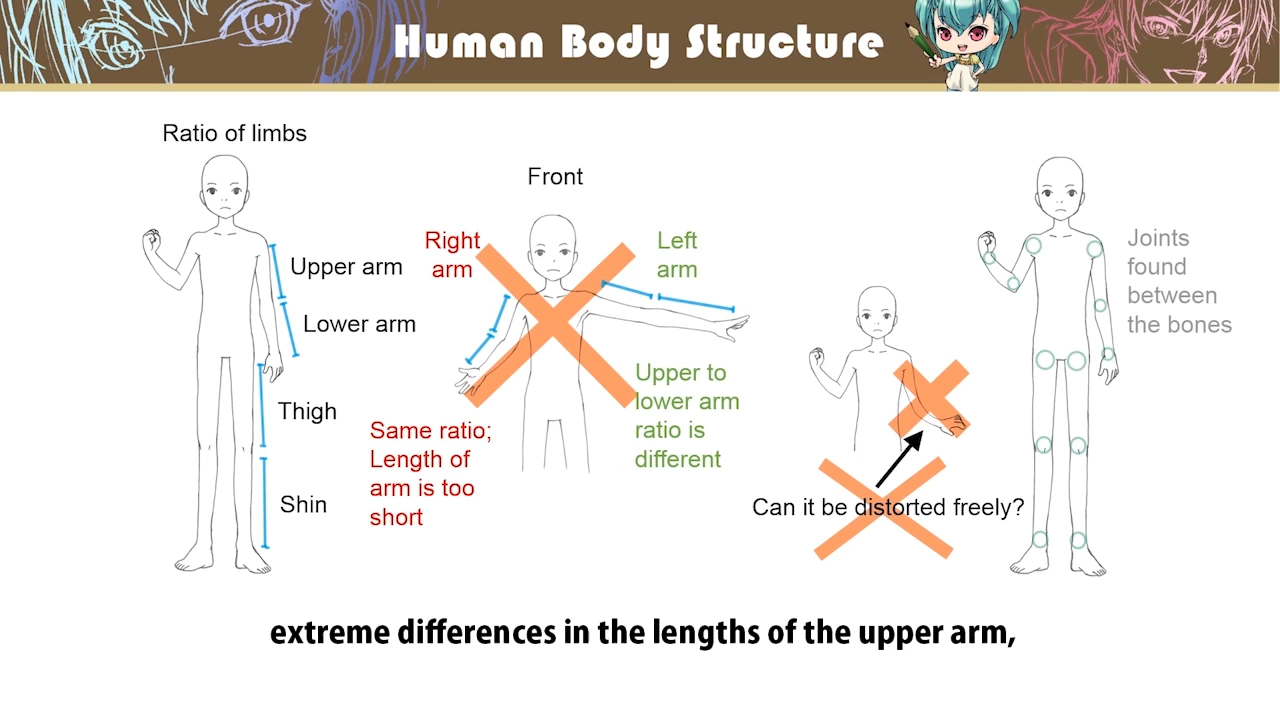 Human Body Structure
Ratio of limbs
Upper arm
Lower arm
Thigh
Shin
Front
Right
arm
Left
arm
Same ratio;
Length of
arm is too
short
Upper to
lower arm
ratio is
different
Can it be distorted freely?
Joints
found
between
the bones
extreme differences in the lengths of the upper arm,